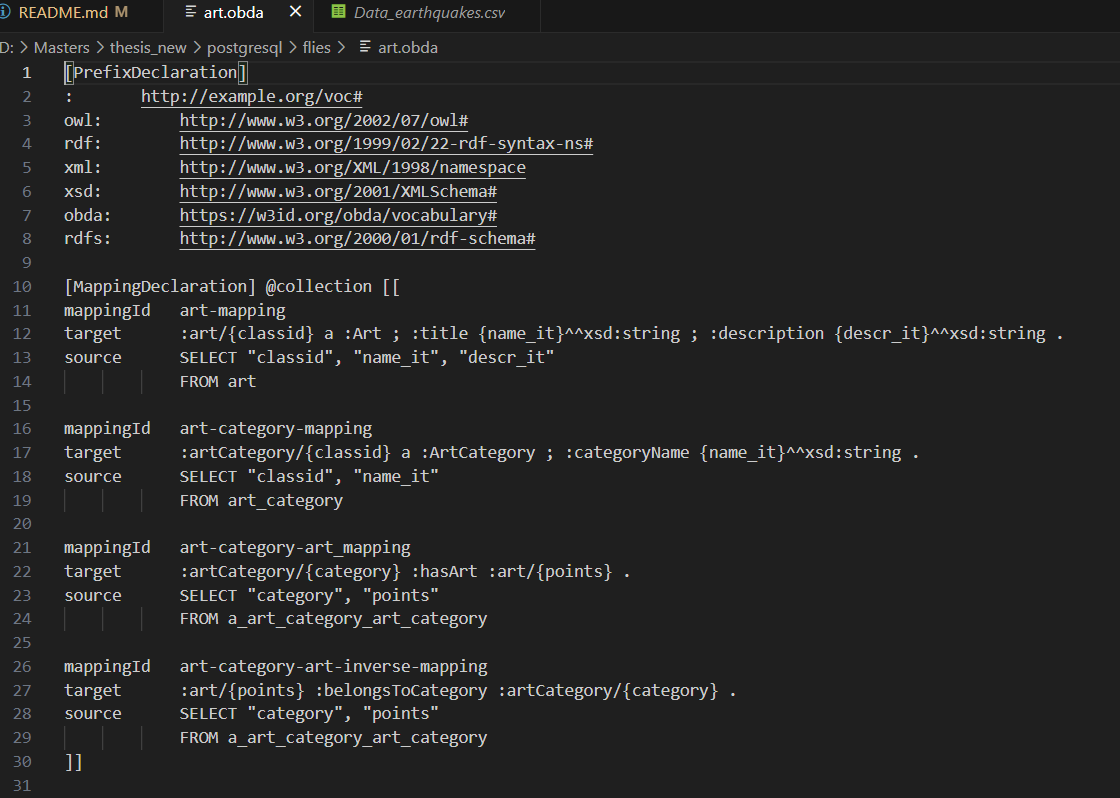 README.md M art.obda × Data_earthquakes.csv
D: > Masters > thesis_new > postgresql > flies > art.obda
1 [PrefixDeclaration]
2 : http://example.org/voc#
3 owl: http://www.w3.org/2002/07/owl#
4 rdf: http://www.w3.org/1999/02/22-rdf-syntax-ns#
5 xml: http://www.w3.org/XML/1998/namespace
6 xsd: http://www.w3.org/2001/XMLSchema#
7 obda: https://w3id.org/obda/vocabulary#
8 rdfs: http://www.w3.org/2000/01/rdf-schema#
9
10 [MappingDeclaration] @collection [[
11 mappingId art-mapping
12 target :art/{classid} a :Art ; :title {name_it}^^xsd:string ; :description {descr_it}^^xsd:string .
13 source SELECT "classid", "name_it", "descr_it"
14 FROM art
15
16 mappingId art-category-mapping
17 target :artCategory/{classid} a :ArtCategory ; :categoryName {name_it}^^xsd:string .
18 source SELECT "classid", "name_it"
19 FROM art_category
20
21 mappingId art-category-art_mapping
22 target :artCategory/{category} :hasArt :art/{points} .
23 source SELECT "category", "points"
24 FROM a_art_category_art_category
25
26 mappingId art-category-art-inverse-mapping
27 target :art/{points} :belongsToCategory :artCategory/{category} .
28 source SELECT "category", "points"
29 FROM a_art_category_art_category
30 ]]
31